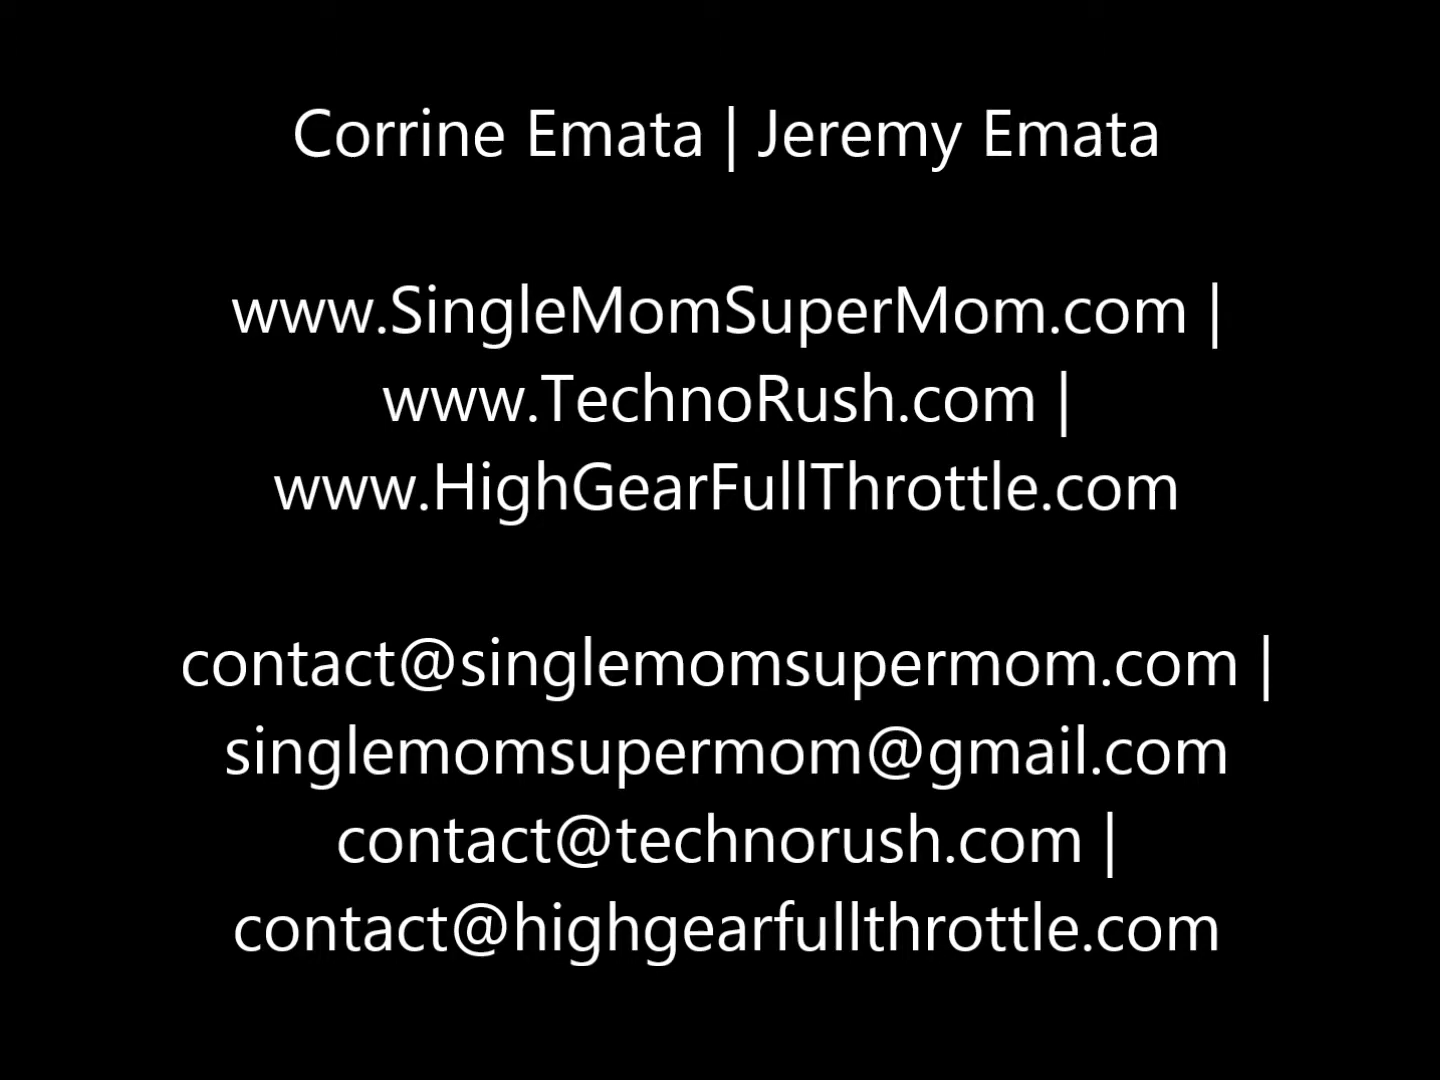 Corrine Emata | Jeremy Emata
www.SingleMomSuperMom.com |
www.TechnoRush.com |
www.HighGearFullThrottle.com
contact@singlemomsupermom.com |
singlemomsupermom@gmail.com
contact@technorush.com |
contact@highgearfullthrottle.com